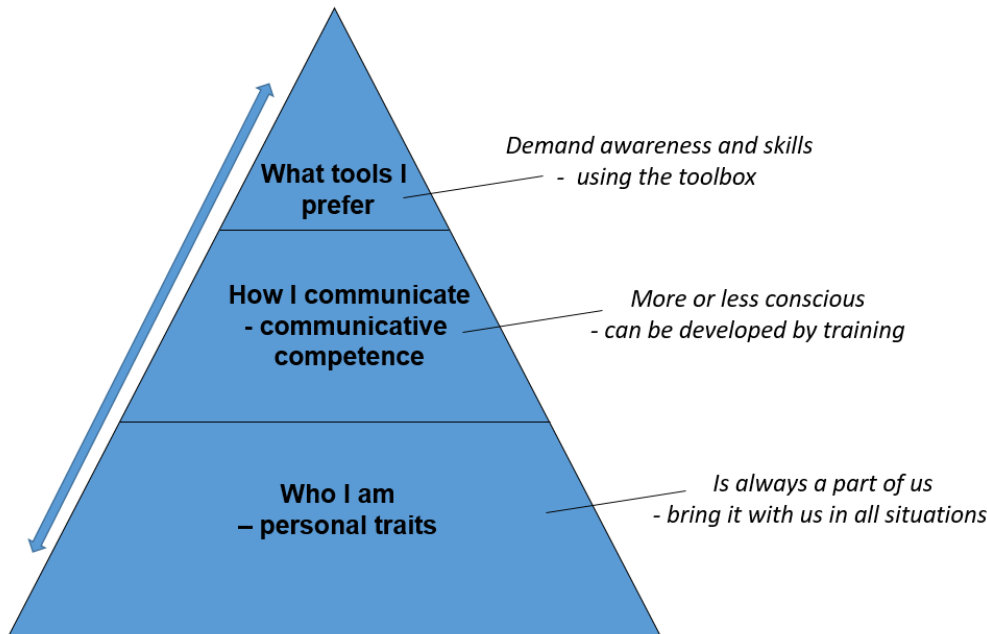 Demand awareness and skills
- using the toolbox
What tools I
prefer
How I communicate
- communicative
competence
More or less conscious
- can be developed by training
Who I am
– personal traits
Is always a part of us
- bring it with us in all situations